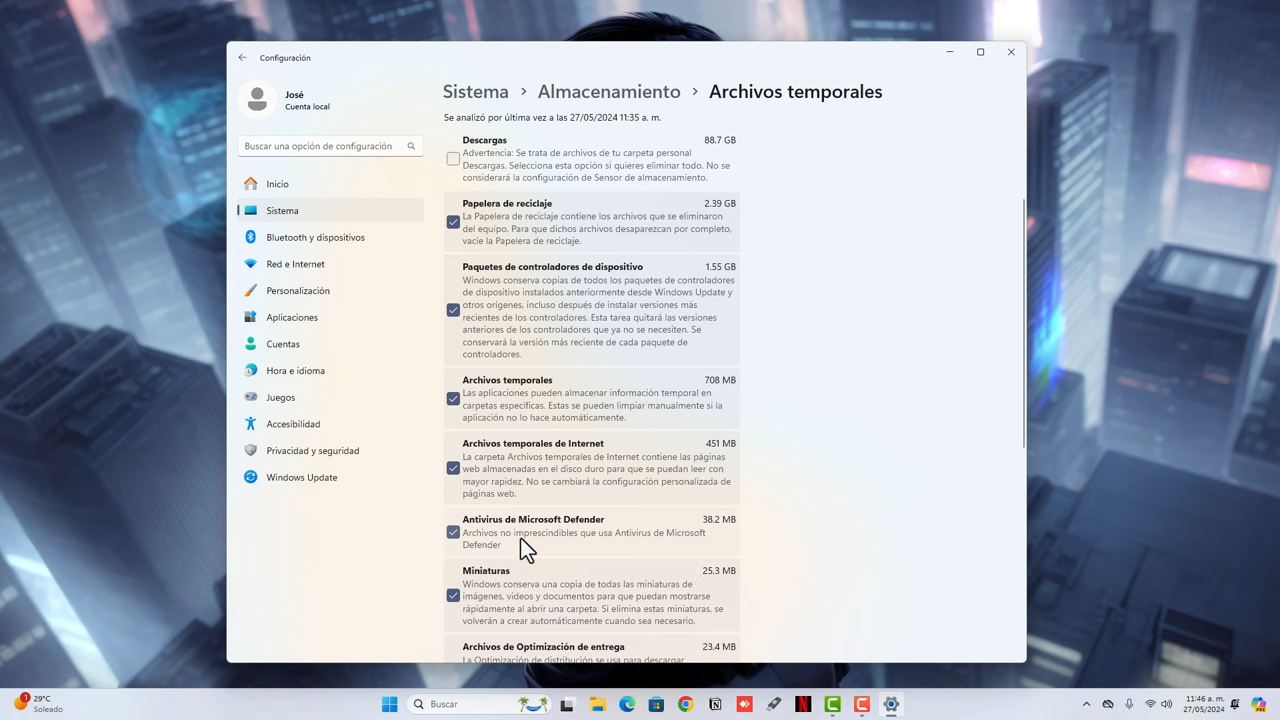 Configuración
José
Cuenta local
Buscar una opción de configuración
Inicio
Sistema
Bluetooth y dispositivos
Red e Internet
Personalización
Aplicaciones
Cuentas
Hora e idioma
Juegos
Accesibilidad
Privacidad y seguridad
Windows Update
Sistema > Almacenamiento > Archivos temporales
Se analizó por última vez a las 27/05/2024 11:35 a. m.
Descargas 88.7 GB
Advertencia: Se trata de archivos de tu carpeta personal
Descargas. Selecciona esta opción si quieres eliminar todo. No se
considerará la configuración de Sensor de almacenamiento.
Papelera de reciclaje 2.39 GB
La Papelera de reciclaje contiene los archivos que se eliminaron
del equipo. Para que dichos archivos desaparezcan por completo,
vacíe la Papelera de reciclaje.
Paquetes de controladores de dispositivo 1.55 GB
Windows conserva copias de todos los paquetes de controladores
de dispositivo instalados anteriormente desde Windows Update y
otros orígenes, incluso después de instalar versiones más
recientes de los controladores. Esta tarea quitará las versiones
anteriores de los controladores que ya no se necesiten. Se
conservará la versión más reciente de cada paquete de
controladores.
Archivos temporales 708 MB
Las aplicaciones pueden almacenar información temporal en
carpetas específicas. Estas se pueden limpiar manualmente si la
aplicación no lo hace automáticamente.
Archivos temporales de Internet 451 MB
La carpeta Archivos temporales de Internet contiene las páginas
web almacenadas en el disco duro para que se puedan leer con
mayor rapidez. No se cambiará la configuración personalizada de
páginas web.
Antivirus de Microsoft Defender 38.2 MB
Archivos no imprescindibles que usa Antivirus de Microsoft
Defender
Miniaturas 25.3 MB
Windows conserva una copia de todas las miniaturas de
imágenes, videos y documentos para que puedan mostrarse
rápidamente al abrir una carpeta. Si elimina estas miniaturas, se
volverán a crear automáticamente cuando sea necesario.
Archivos de Optimización de entrega 23.4 MB
La Optimización de distribución se usa para descargar
1
29°C
Soleado
Buscar
11:46 a. m.
27/05/2024